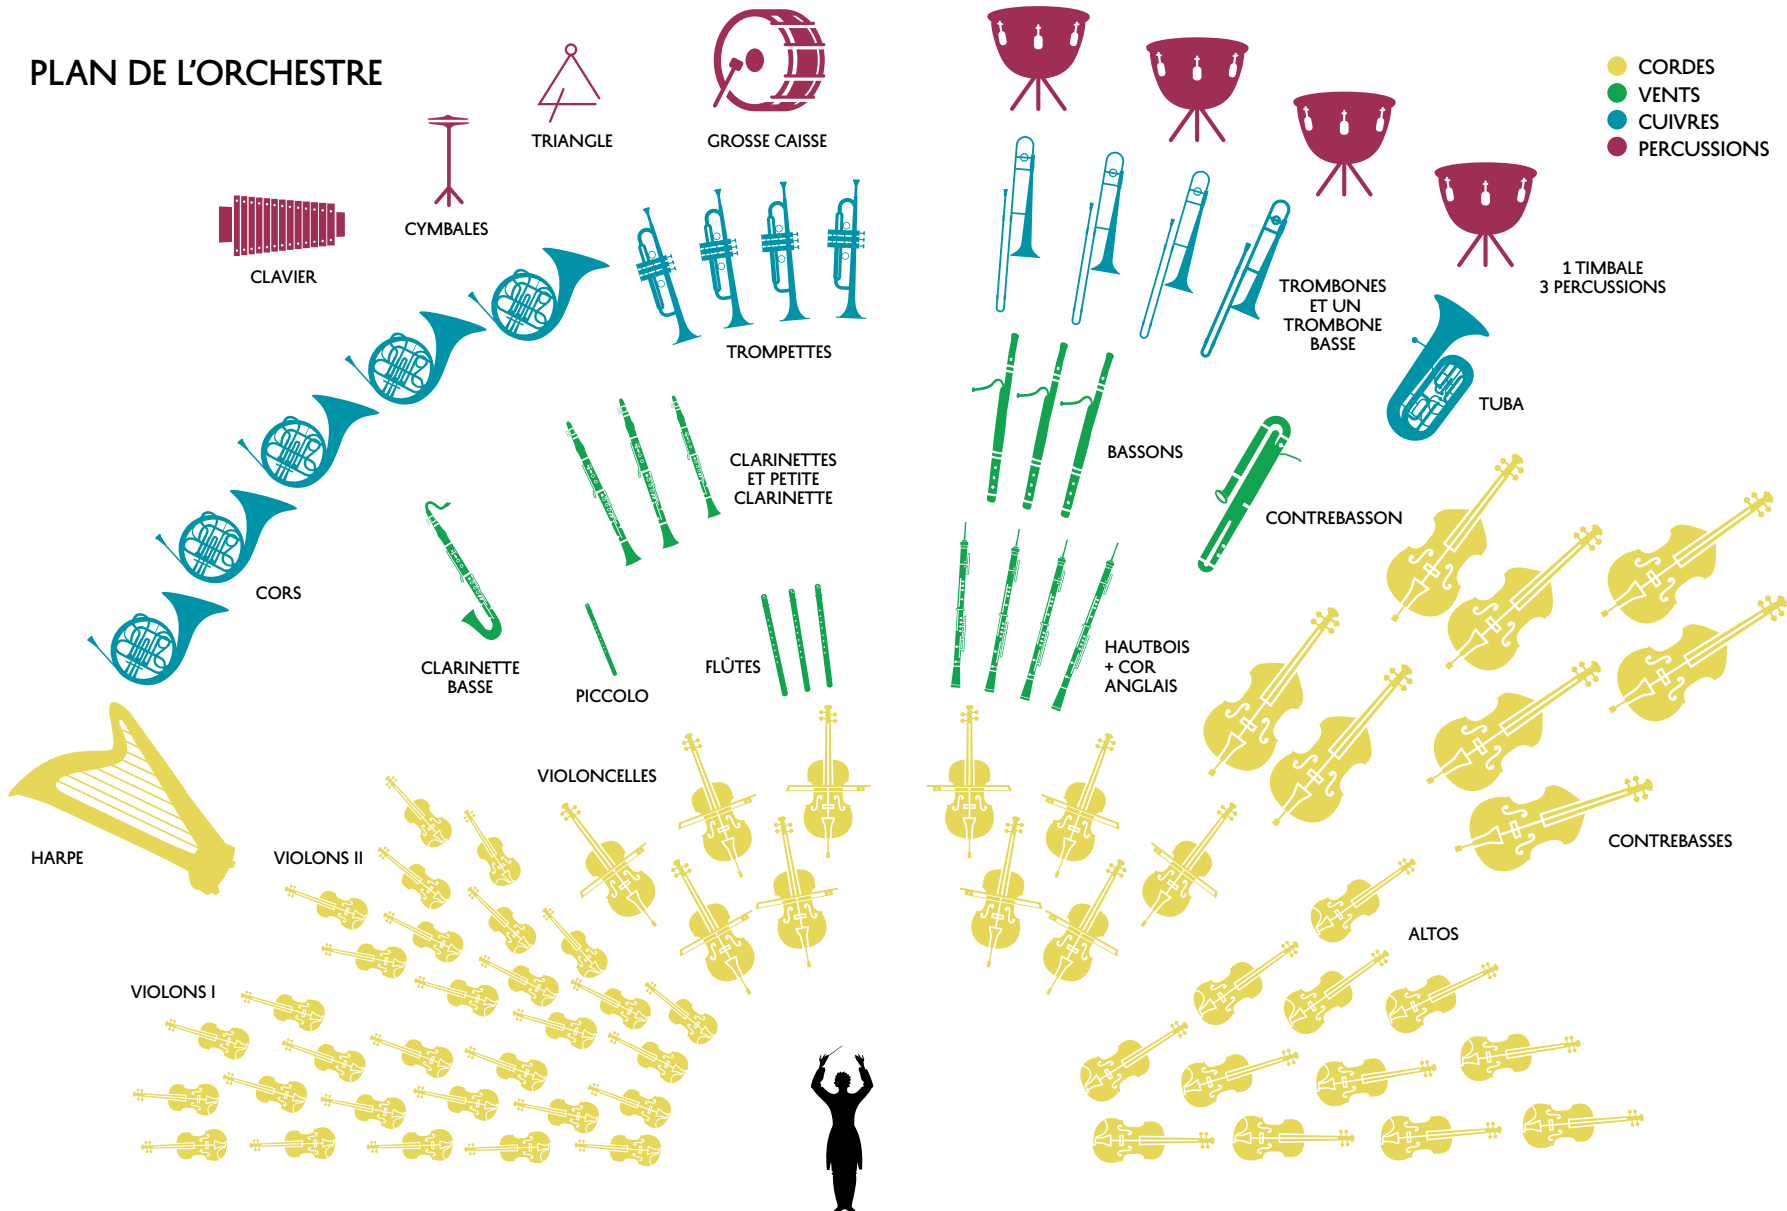 PLAN DE L'ORCHESTRE
CORDES
VENTS
CUIVRES
PERCUSSIONS
TRIANGLE
GROSSE CAISSE
CYMBALES
CLAVIER
1 TIMBALE
3 PERCUSSIONS
TROMBONES
ET UN
TROMBONE
BASSE
TROMPETTES
TUBA
CLARINETTES
ET PETITE
CLARINETTE
BASSONS
CONTREBASSON
CORS
CLARINETTE
BASSE
PICCOLO
FLÛTES
HAUTBOIS
+ COR
ANGLAIS
VIOLONCELLES
HARPE
VIOLONS II
CONTREBASSES
ALTOS
VIOLONS I